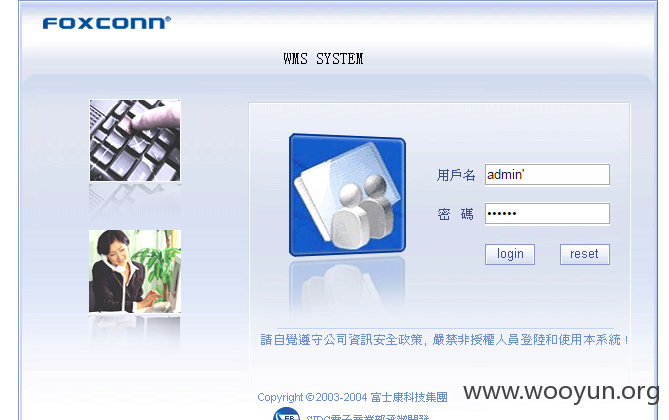 FOXCONN®
WMS SYSTEM
用戶名 admin'
密 碼 ••••••
login reset
請自覺遵守公司資訊安全政策, 嚴禁非授權人員登陸和使用本系統!
Copyright©2003-2004 富士康科技集團
www.wooyun.org